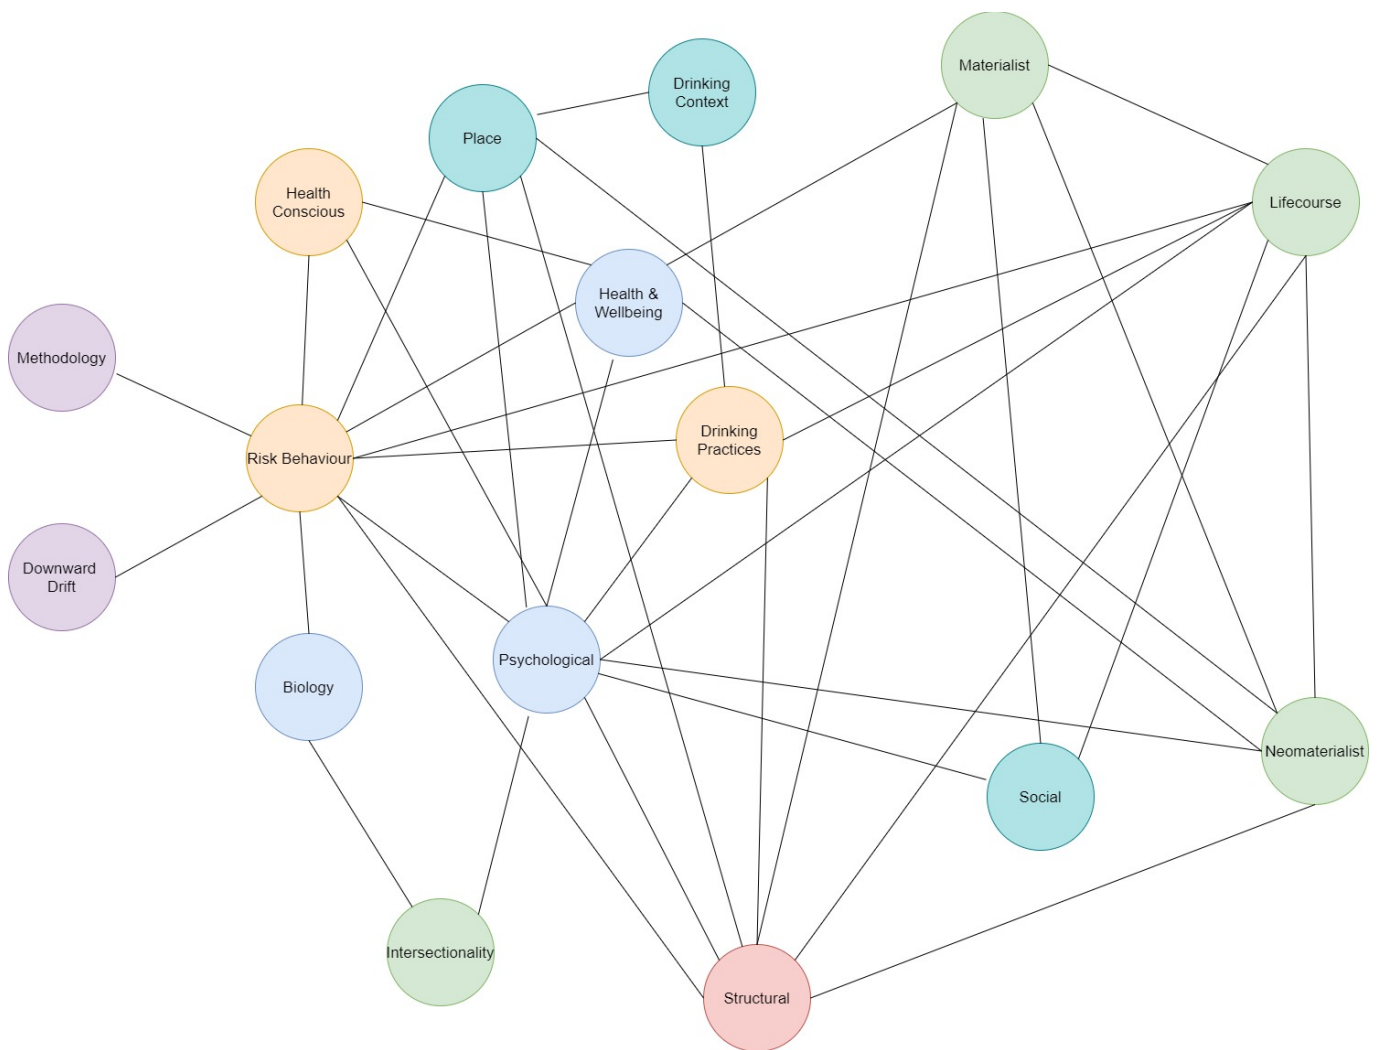 Materialist
Drinking
Context
Place
Health
Conscious
Lifecourse
Health &
Wellbeing
Methodology
Drinking
Practices
Risk Behaviour
Downward
Drift
Psychological
Biology
Neomaterialist
Social
Intersectionality
Structural